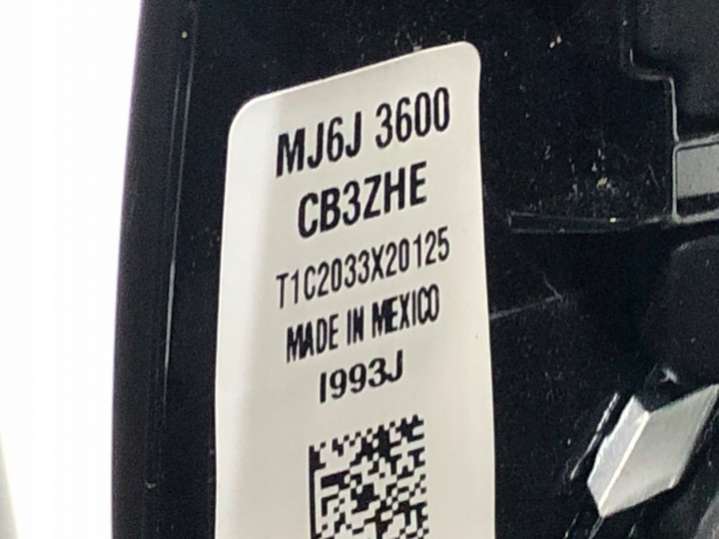 MJ6J 3600
CB3ZHE
T1C2033X20125
MADE IN MEXICO
I993J